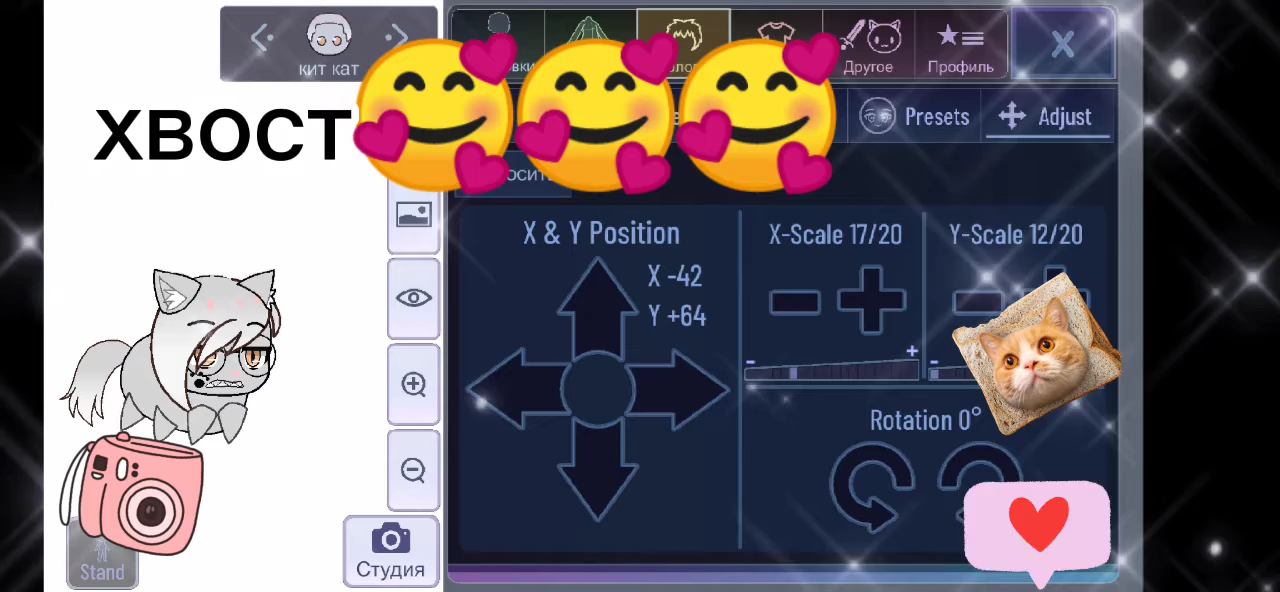 кит кат
Другое
Профиль
ХВОСТ
Presets
Adjust
X & Y Position
X-Scale 17/20
Y-Scale 12/20
X -42
Y +64
Rotation 0°
Stand
Студия